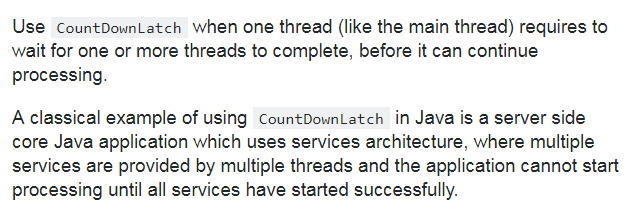 Use CountDownLatch when one thread (like the main thread) requires to
wait for one or more threads to complete, before it can continue
processing.
A classical example of using CountDownLatch in Java is a server side
core Java application which uses services architecture, where multiple
services are provided by multiple threads and the application cannot start
processing until all services have started successfully.